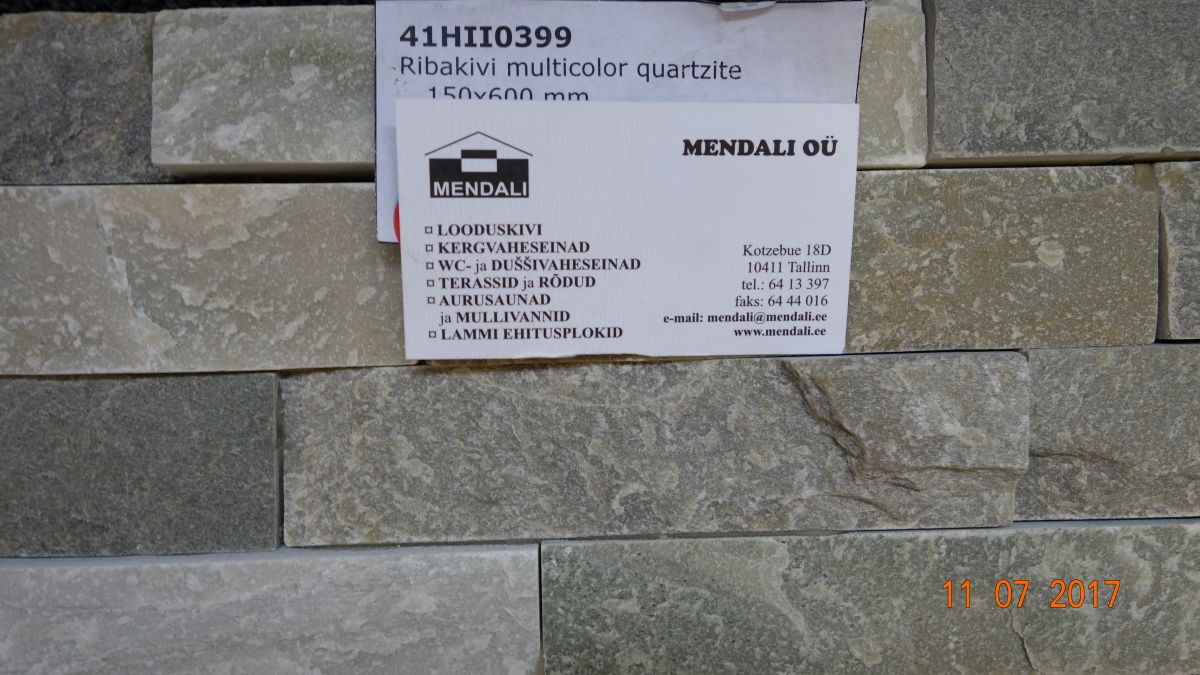 41HII0399
Ribakivi multicolor quartzite
150x600 mm
MENDALI
MENDALI OÜ
¤ LOODUSKIVI
¤ KERGVAHESEINAD
¤ WC- ja DUŠŠIVAHESEINAD
¤ TERASSID ja RÕDUD
¤ AURUSAUNAD
ja MULLIVANNID
¤ LAMMI EHITUSPLOKID
Kotzebue 18D
10411 Tallinn
tel.: 64 13 397
faks: 64 44 016
e-mail: mendali@mendali.ee
www.mendali.ee
11 07 2017